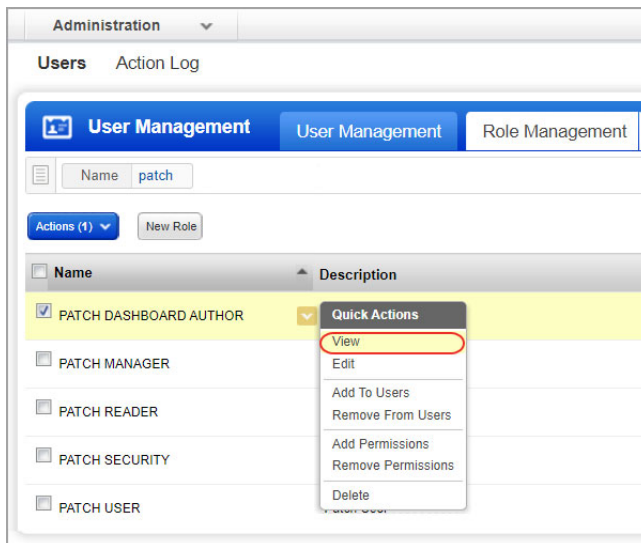 Administration
Users Action Log
User Management User Management Role Management
Name patch
Actions (1) New Role
Name Description
PATCH DASHBOARD AUTHOR
Quick Actions
View
PATCH MANAGER
Edit
Add To Users
PATCH READER
Remove From Users
Add Permissions
PATCH SECURITY
Remove Permissions
Delete
PATCH USER